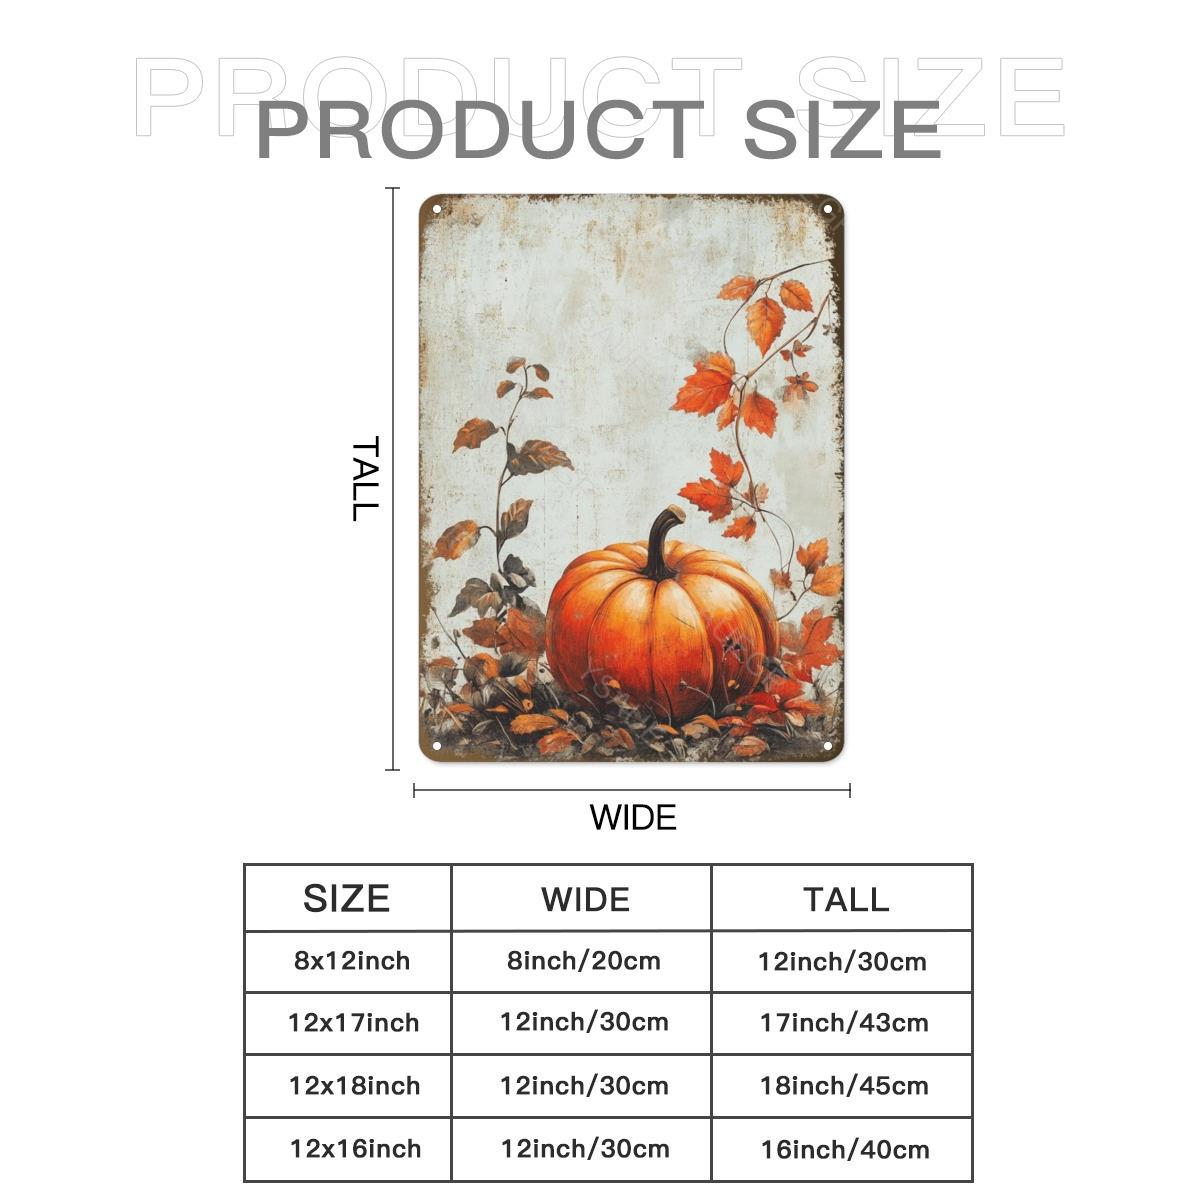 PRODUCT SIZE
PRODUCT SIZE
TALL
WIDE
SIZE WIDE TALL
8x12inch 8inch/20cm 12inch/30cm
12x17inch 12inch/30cm 17inch/43cm
12x18inch 12inch/30cm 18inch/45cm
12x16inch 12inch/30cm 16inch/40cm